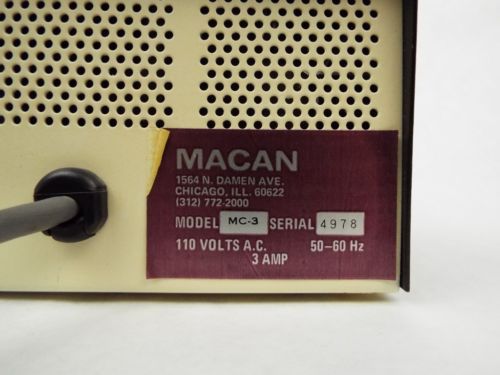 MACAN
1564 N. DAMEN AVE.
CHICAGO, ILL. 60622
(312) 772-2000
MODEL MC-3 SERIAL 4978
110 VOLTS A.C. 50-60 Hz
3 AMP